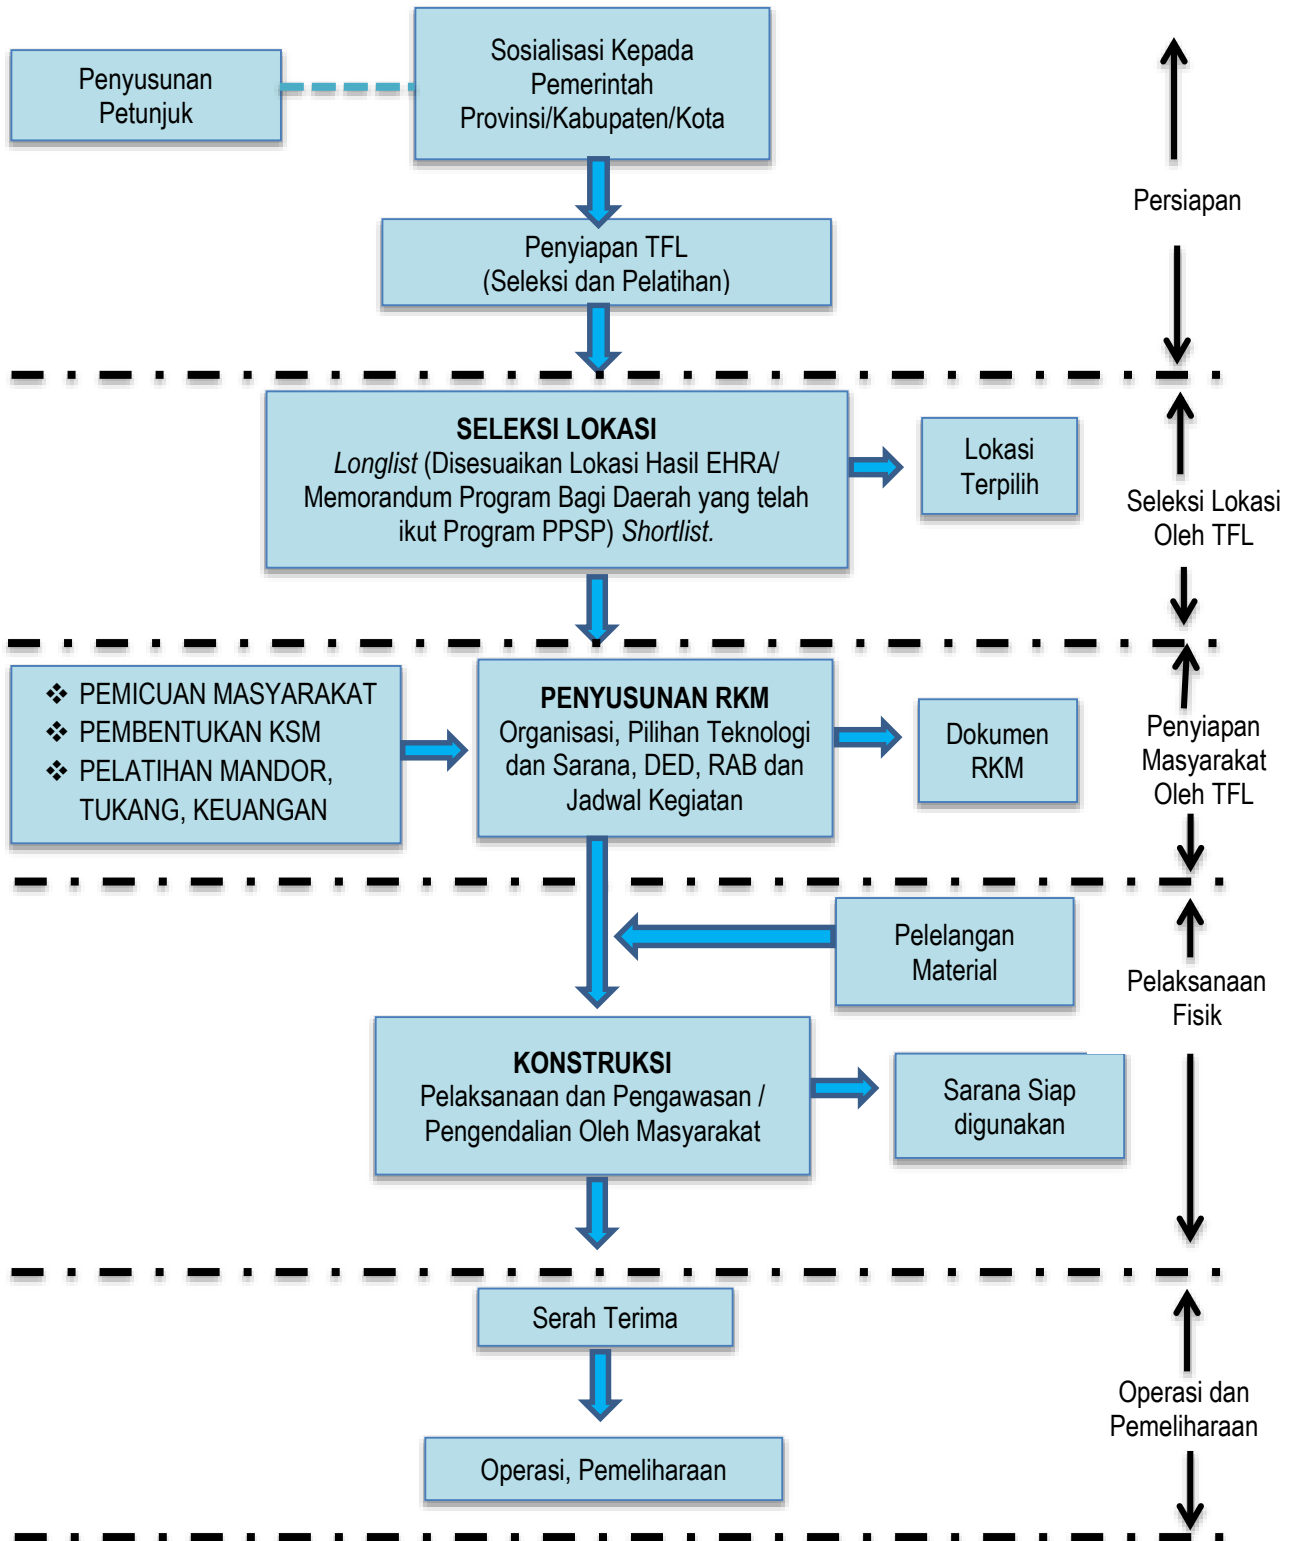 Penyusunan
Petunjuk
Sosialisasi Kepada
Pemerintah
Provinsi/Kabupaten/Kota
Penyiapan TFL
(Seleksi dan Pelatihan)
Persiapan
SELEKSI LOKASI
Longlist (Disesuaikan Lokasi Hasil EHRA/
Memorandum Program Bagi Daerah yang telah
ikut Program PPSP) Shortlist.
Lokasi
Terpilih
Seleksi Lokasi
Oleh TFL
❖ PEMICUAN MASYARAKAT
❖ PEMBENTUKAN KSM
❖ PELATIHAN MANDOR,
TUKANG, KEUANGAN
PENYUSUNAN RKM
Organisasi, Pilihan Teknologi
dan Sarana, DED, RAB dan
Jadwal Kegiatan
Dokumen
RKM
Penyiapan
Masyarakat
Oleh TFL
Pelelangan
Material
Pelaksanaan
Fisik
KONSTRUKSI
Pelaksanaan dan Pengawasan /
Pengendalian Oleh Masyarakat
Sarana Siap
digunakan
Serah Terima
Operasi, Pemeliharaan
Operasi dan
Pemeliharaan